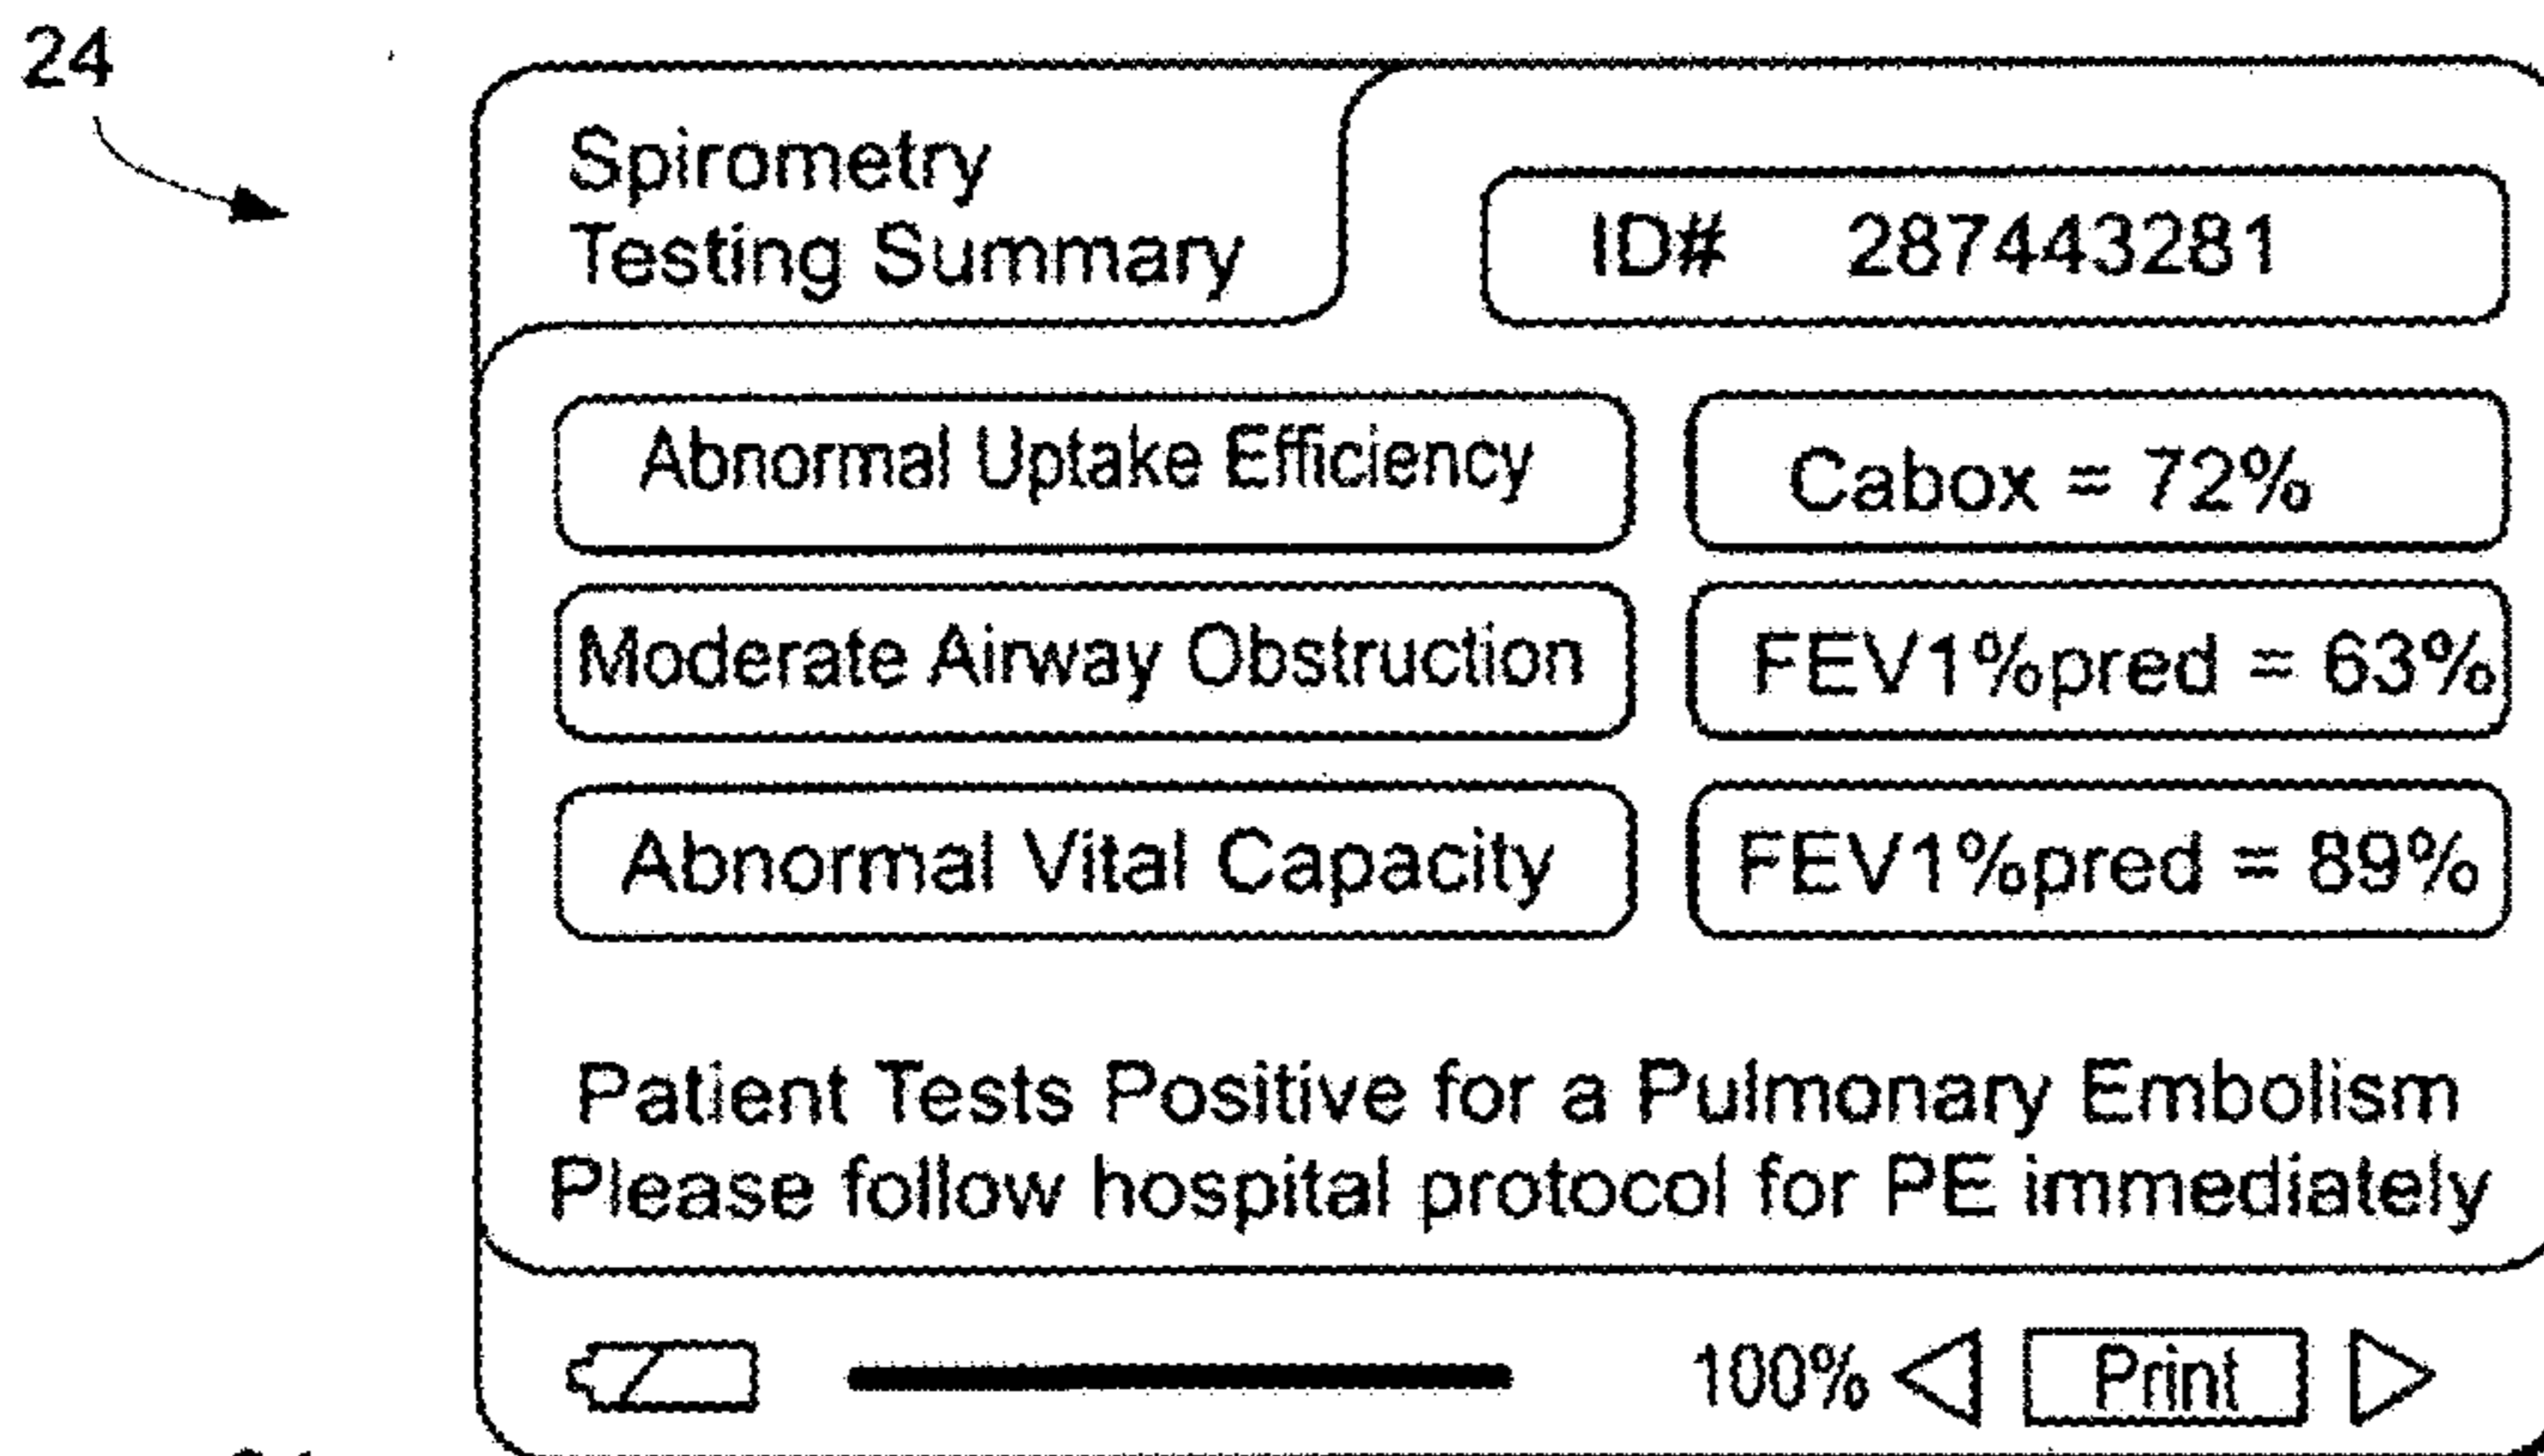 24
Spirometry
Testing Summary
ID# 287443281
Abnormal Uptake Efficiency
Cabox = 72%
Moderate Airway Obstruction
FEV1%pred = 63%
Abnormal Vital Capacity
FEV1%pred = 89%
Patient Tests Positive for a Pulmonary Embolism
Please follow hospital protocol for PE immediately
100%
Print